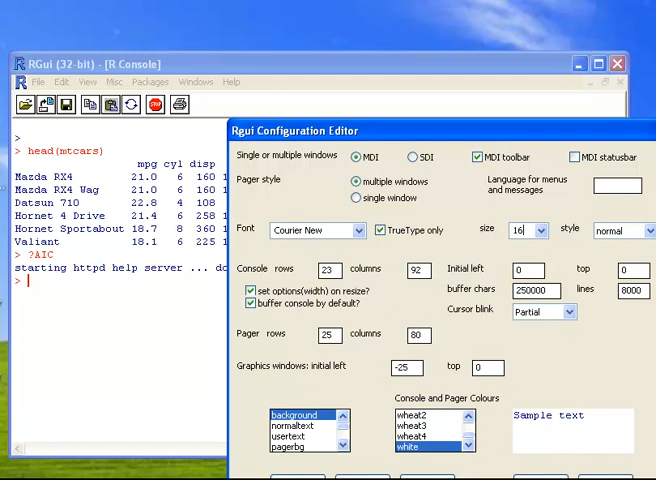 RGui (32-bit) - [R Console]
File Edit View Misc Packages Windows Help
STOP
>
> head(mtcars)
mpg cyl disp
Mazda RX4 21.0 6 160 1
Mazda RX4 Wag 21.0 6 160 1
Datsun 710 22.8 4 108
Hornet 4 Drive 21.4 6 258 1
Hornet Sportabout 18.7 8 360 1
Valiant 18.1 6 225 1
> ?AIC
starting httpd help server ... do
>
Rgui Configuration Editor
Single or multiple windows MDI SDI MDI toolbar MDI statusbar
Pager style multiple windows single window Language for menus and messages
Font Courier New TrueType only size 16 style normal
Console rows 23 columns 92 Initial left 0 top 0
set options(width) on resize? buffer chars 250000 lines 8000
buffer console by default? Cursor blink Partial
Pager rows 25 columns 80
Graphics windows: initial left -25 top 0
Console and Pager Colours
background wheat2 Sample text
normaltext wheat3
usertext wheat4
pagerbg white